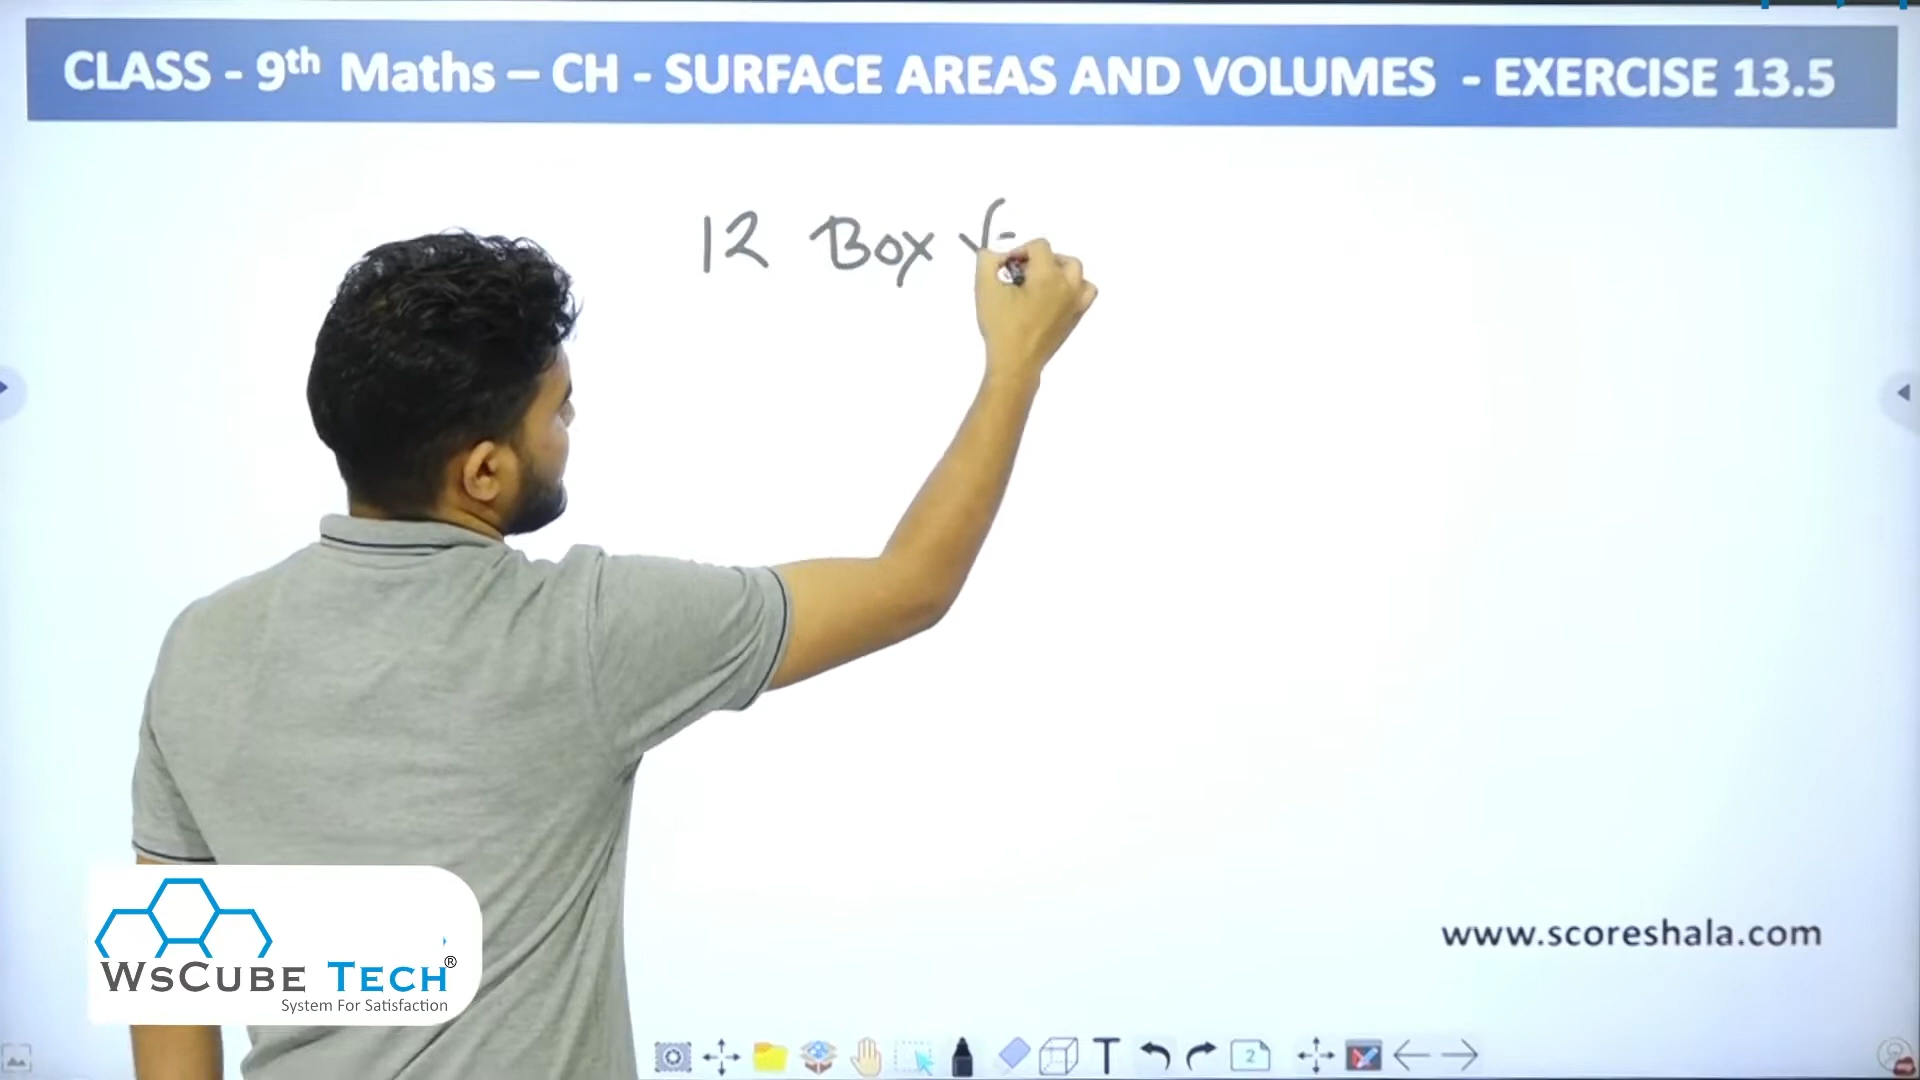 CLASS - 9th Maths – CH - SURFACE AREAS AND VOLUMES - EXERCISE 13.5
12 Box
www.scoreshala.com
WsCube Tech®
System For Satisfaction
T
2